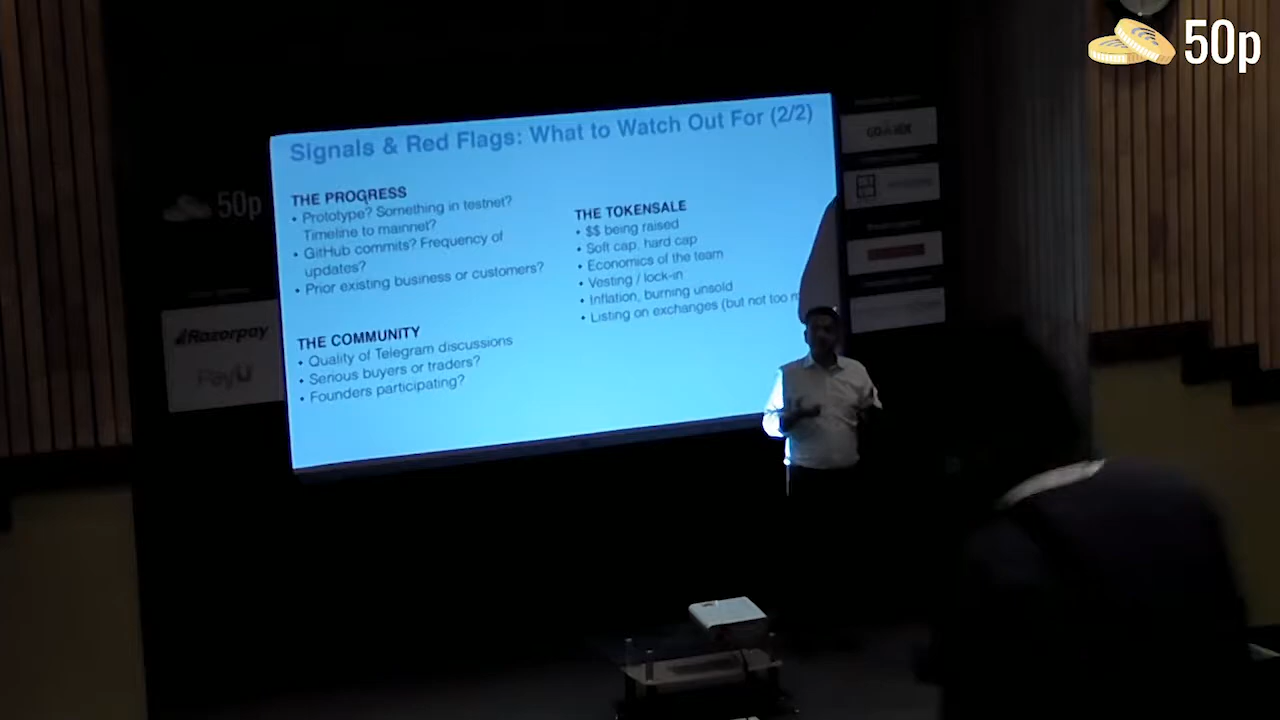 50p
Signals & Red Flags: What to Watch Out For (2/2)
THE PROGRESS
• Prototype? Something in testnet?
Timeline to mainnet?
• GitHub commits? Frequency of
updates?
• Prior existing business or customers?
THE COMMUNITY
• Quality of Telegram discussions
• Serious buyers or traders?
• Founders participating?
THE TOKENSALE
• $$ being raised
• Soft cap, hard cap
• Economics of the team
• Vesting / lock-in
• Inflation, burning unsold
• Listing on exchanges (but not too
50p
Razorpay
PayU